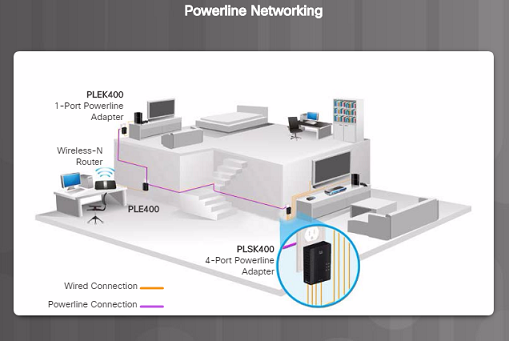 Powerline Networking
PLEK400
1-Port Powerline
Adapter
Wireless-N
Router
PLE400
PLSK400
4-Port Powerline
Adapter
Wired Connection
Powerline Connection